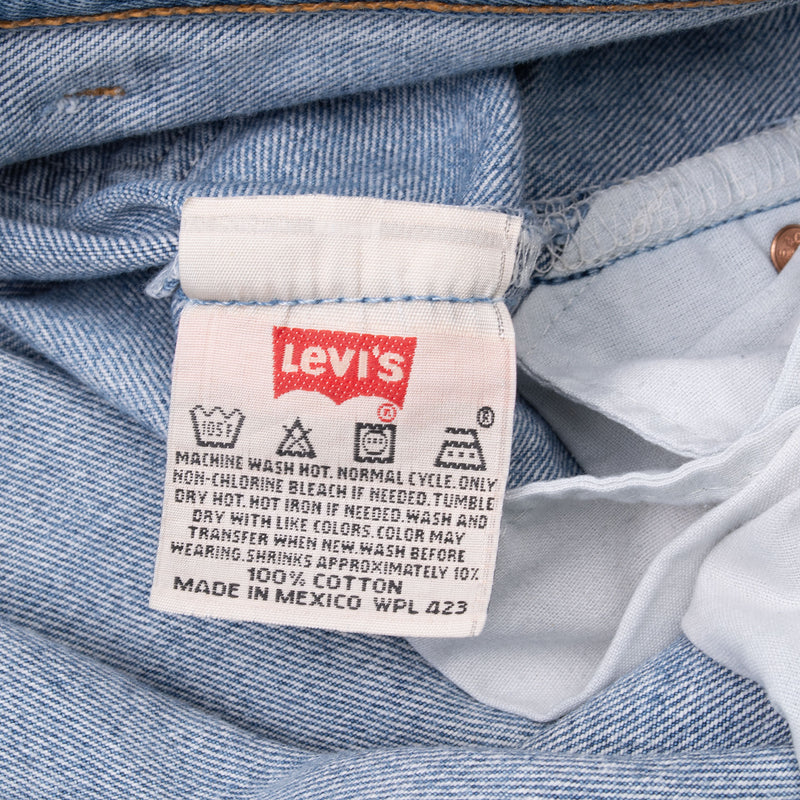 Levi's
®
®
105°F
MACHINE WASH HOT. NORMAL CYCLE. ONLY
NON-CHLORINE BLEACH IF NEEDED. TUMBLE
DRY HOT. HOT IRON IF NEEDED. WASH AND
DRY WITH LIKE COLORS. COLOR MAY
TRANSFER WHEN NEW. WASH BEFORE
WEARING. SHRINKS APPROXIMATELY 10%
100% COTTON
MADE IN MEXICO WPL 423